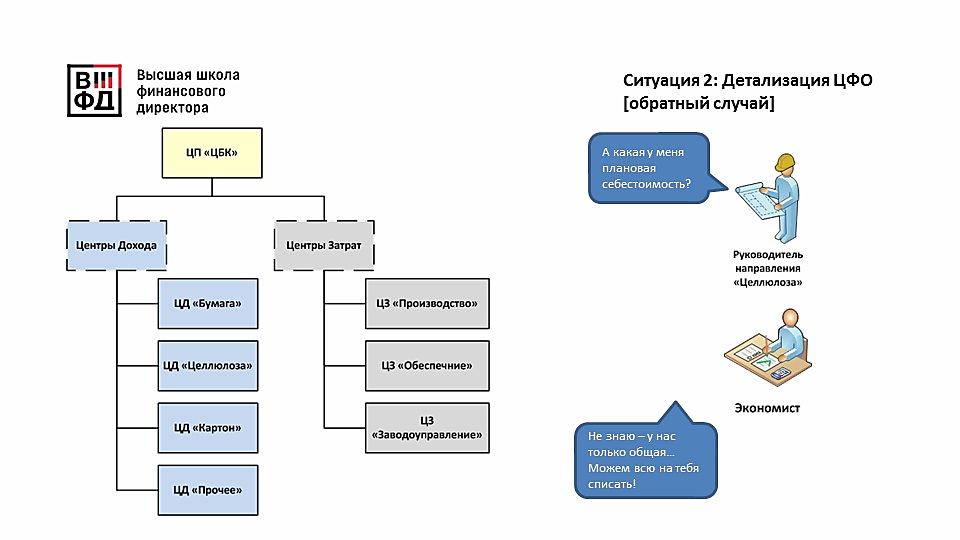 ВШ
ФД
Высшая школа
финансового
директора
Ситуация 2: Детализация ЦФО
[обратный случай]
ЦП «ЦБК»
Центры Дохода
Центры Затрат
ЦД «Бумага»
ЦД «Целлюлоза»
ЦД «Картон»
ЦД «Прочее»
ЦЗ «Производство»
ЦЗ «Обеспечние»
ЦЗ
«Заводоуправление»
А какая у меня
плановая
себестоимость?
Руководитель
направления
«Целлюлоза»
Экономист
Не знаю – у нас
только общая...
Можем всю на тебя
списать!